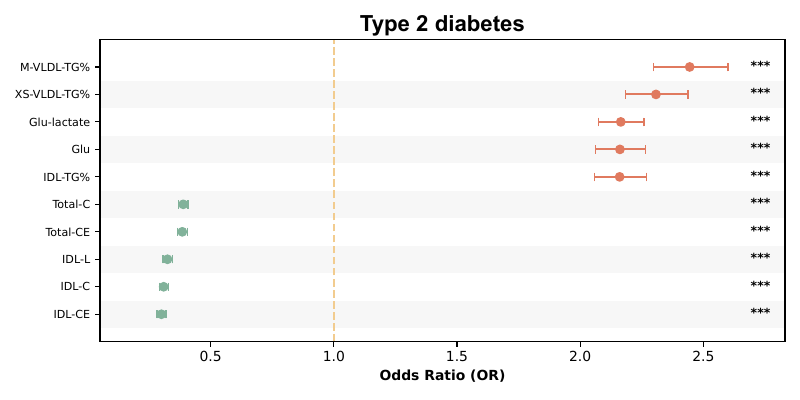 Type 2 diabetes
M-VLDL-TG% ***
XS-VLDL-TG% ***
Glu-lactate ***
Glu ***
IDL-TG% ***
Total-C ***
Total-CE ***
IDL-L ***
IDL-C ***
IDL-CE ***
0.5 1.0 1.5 2.0 2.5
Odds Ratio (OR)